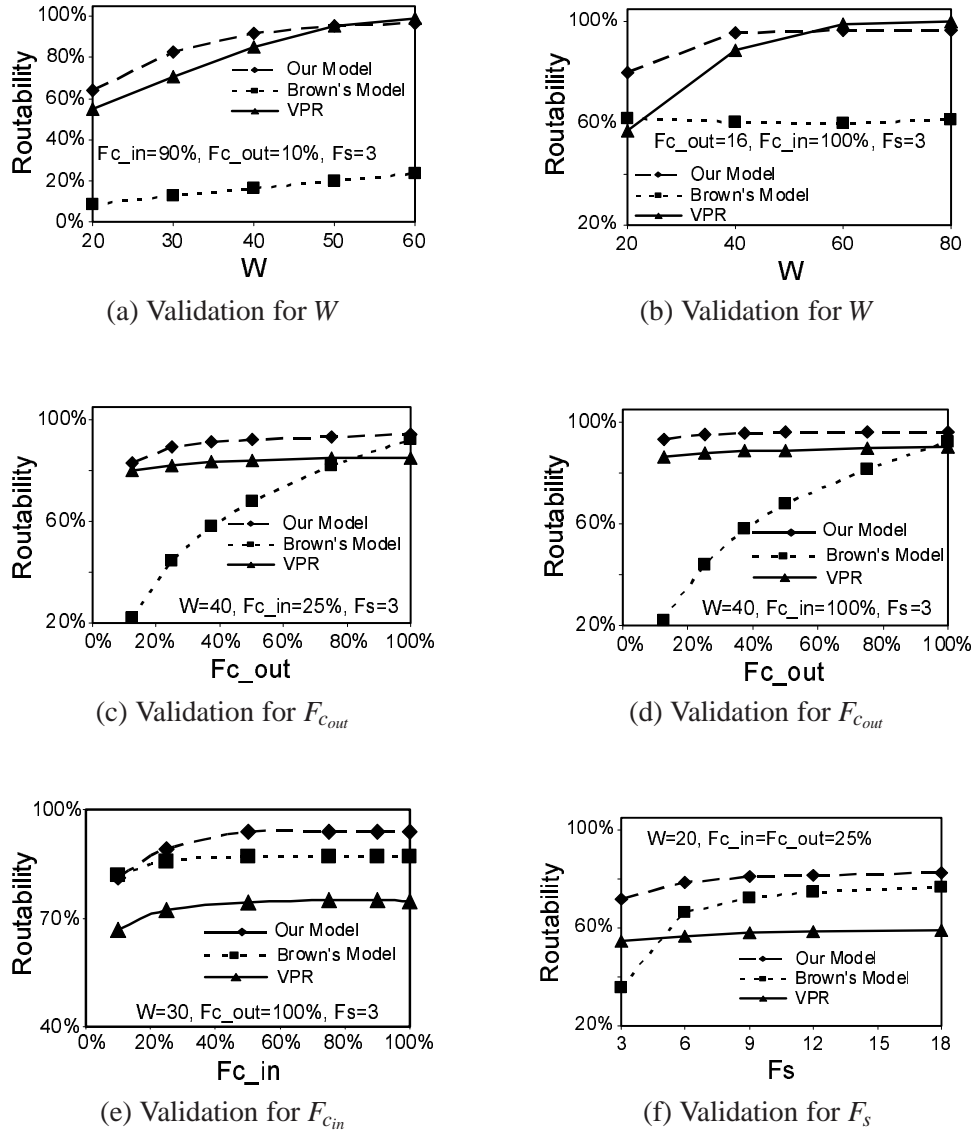 100%
80%
60%
40%
20%
0%
Routability
Our Model
Brown's Model
VPR
Fc_in=90%, Fc_out=10%, Fs=3
20 30 40 50 60
W
(a) Validation for W
100%
60%
20%
Routability
Fc_out=16, Fc_in=100%, Fs=3
Our Model
Brown's Model
VPR
20 40 60 80
W
(b) Validation for W
100%
60%
20%
Routability
Our Model
Brown's Model
VPR
W=40, Fc_in=25%, Fs=3
0% 20% 40% 60% 80% 100%
Fc_out
(c) Validation for Fcout
100%
60%
20%
Routability
Our Model
Brown's Model
VPR
W=40, Fc_in=100%, Fs=3
0% 20% 40% 60% 80% 100%
Fc_out
(d) Validation for Fcout
100%
70%
40%
Routability
Our Model
Brown's Model
VPR
W=30, Fc_out=100%, Fs=3
0% 20% 40% 60% 80% 100%
Fc_in
(e) Validation for Fcin
100%
60%
20%
Routability
W=20, Fc_in=Fc_out=25%
Our Model
Brown's Model
VPR
3 6 9 12 15 18
Fs
(f) Validation for Fs